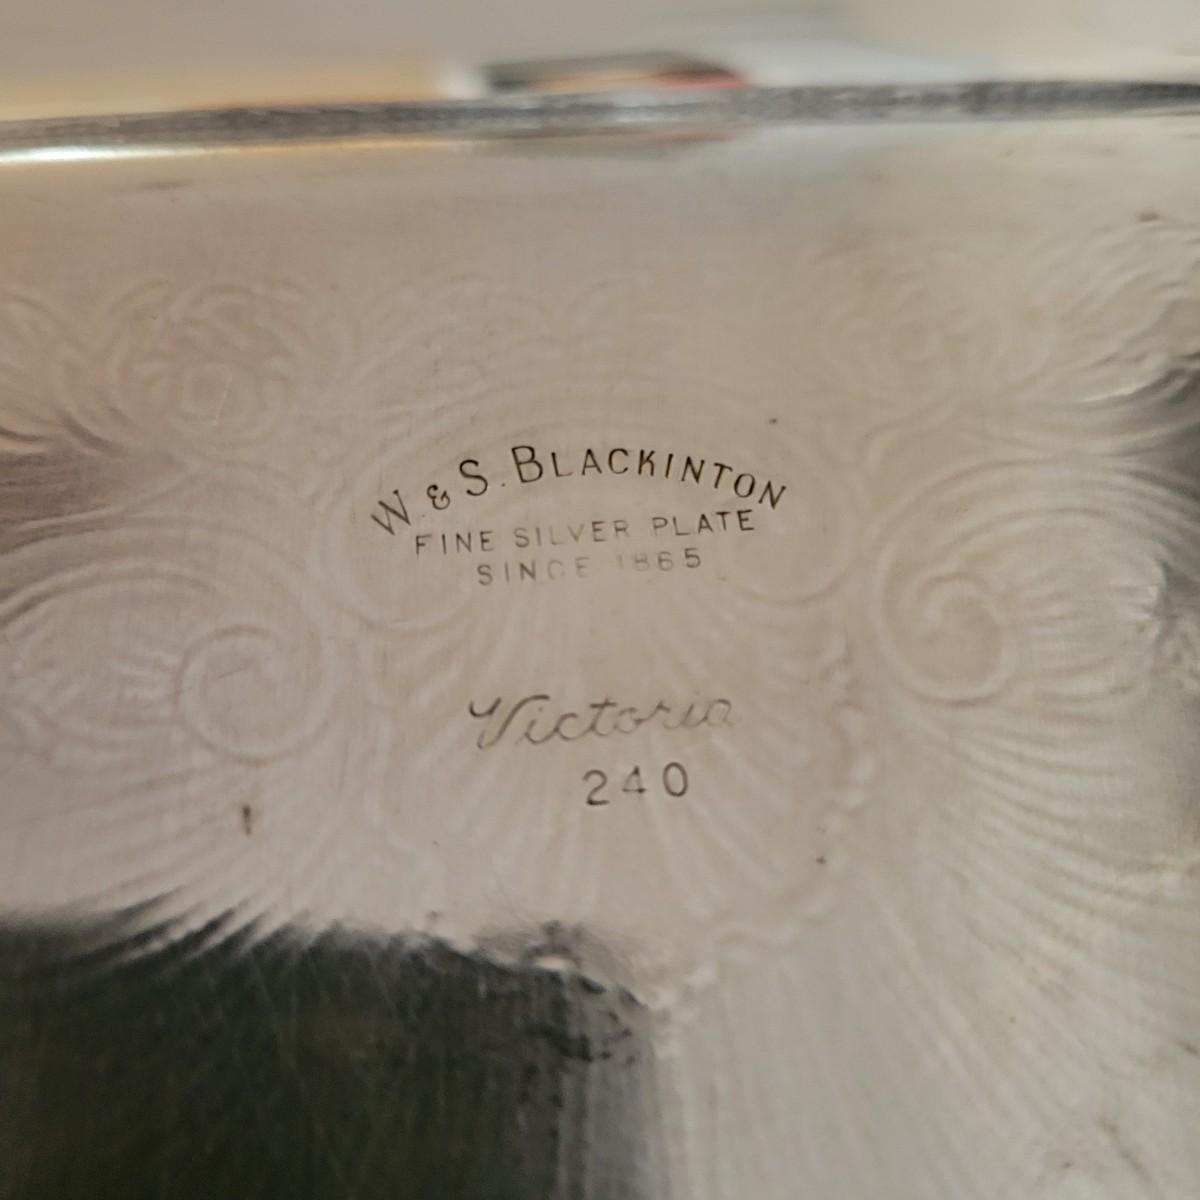 W. & S. BLACKINTON
FINE SILVER PLATE
SINCE 1865
Victoria
240